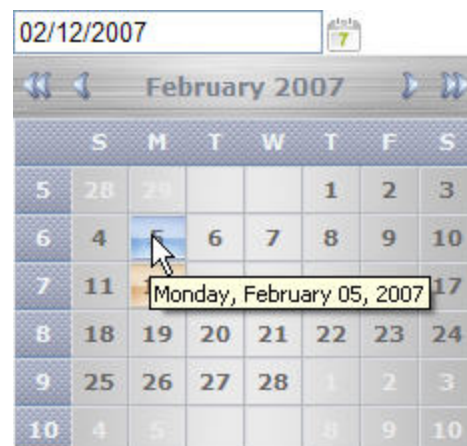 02/12/2007 7
February 2007
S M T W T F S
5 28 29 1 2 3
6 4 5 6 7 8 9 10
7 11 17
Monday, February 05, 2007
8 18 19 20 21 22 23 24
9 25 26 27 28 1 2 3
10 4 5 8 9 10